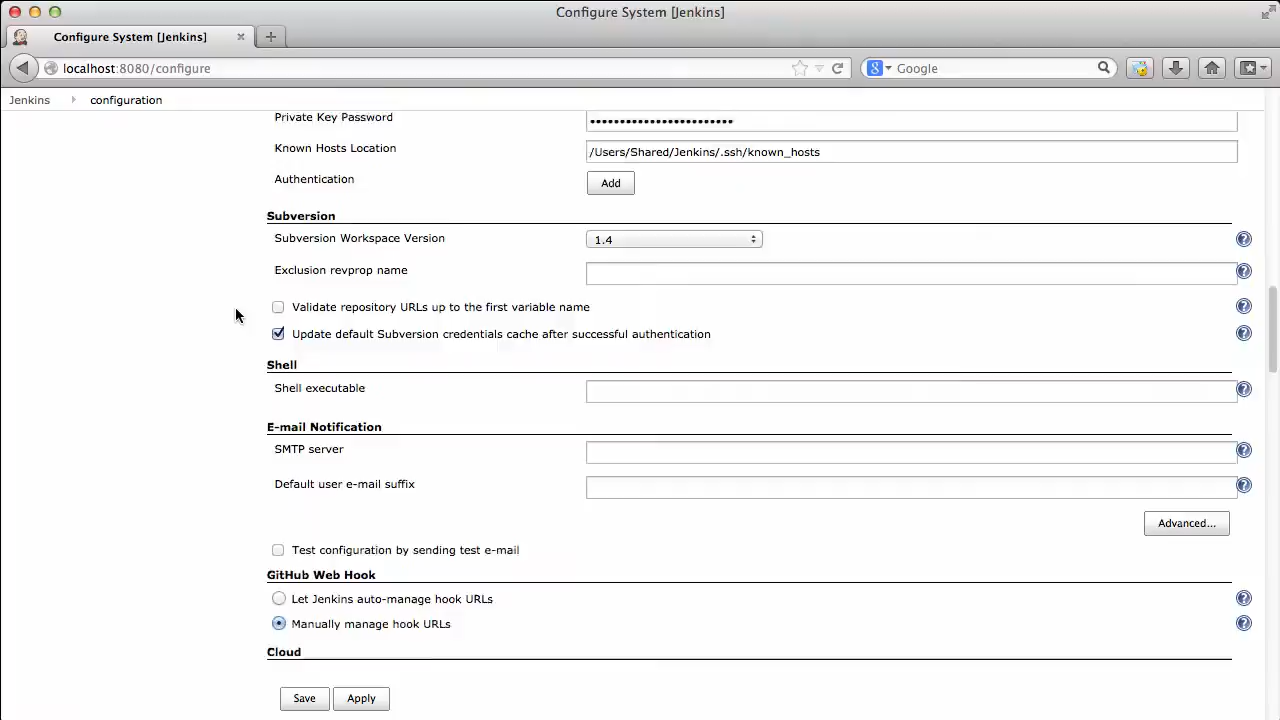 Configure System [Jenkins]
Configure System [Jenkins]
localhost:8080/configure
Google
Jenkins
configuration
Private Key Password
••••••••••••••••••••••••
Known Hosts Location
/Users/Shared/Jenkins/.ssh/known_hosts
Authentication
Add
Subversion
Subversion Workspace Version
1.4
Exclusion revprop name
Validate repository URLs up to the first variable name
Update default Subversion credentials cache after successful authentication
Shell
Shell executable
E-mail Notification
SMTP server
Default user e-mail suffix
Advanced...
Test configuration by sending test e-mail
GitHub Web Hook
Let Jenkins auto-manage hook URLs
Manually manage hook URLs
Cloud
Save
Apply